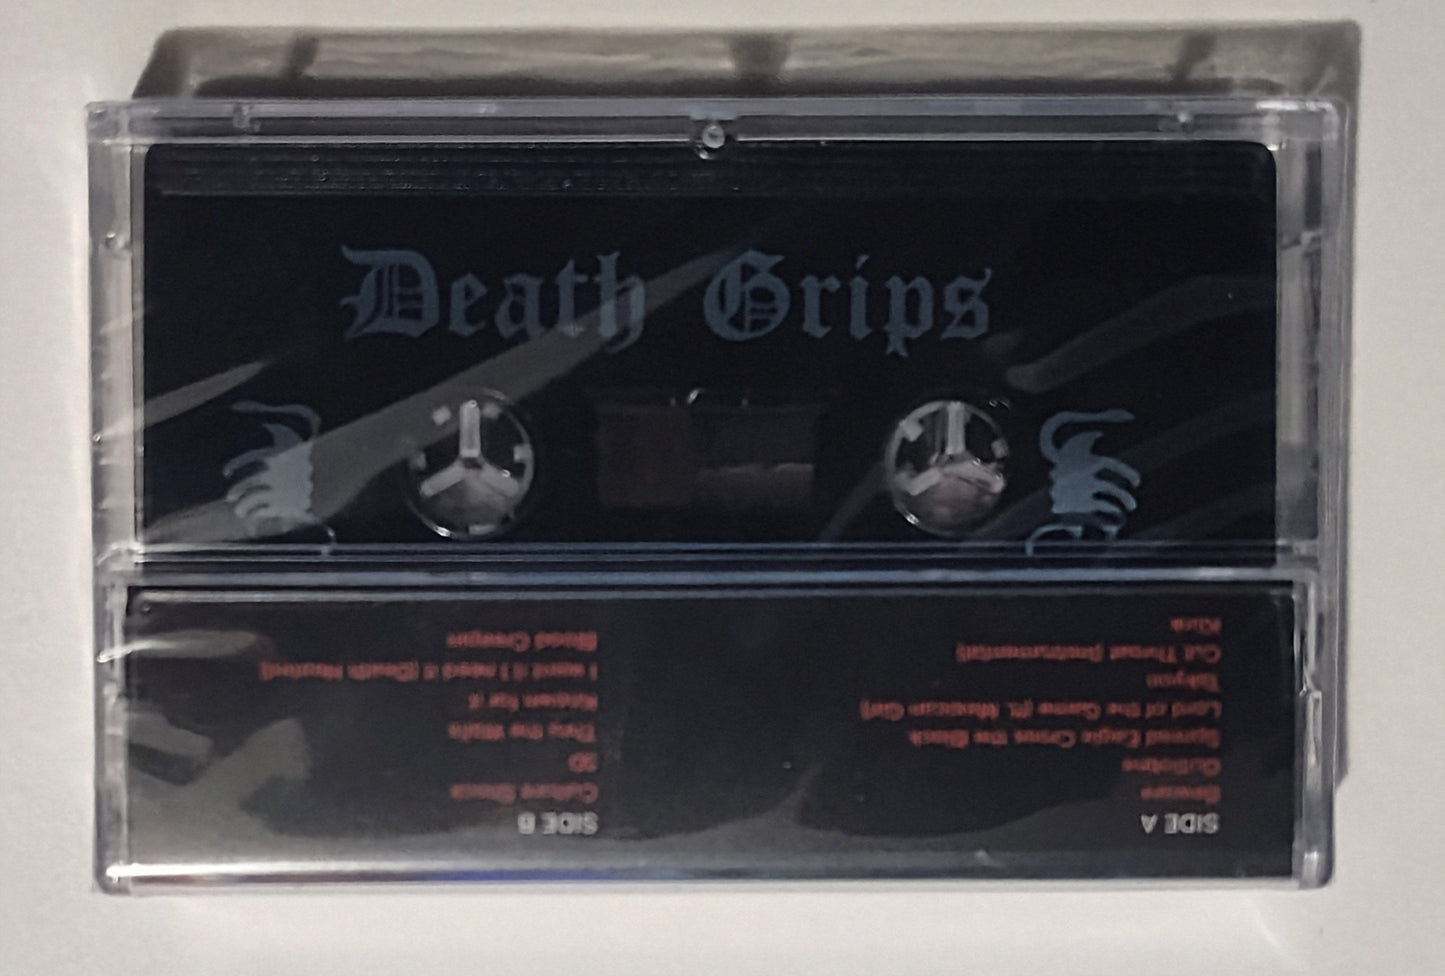 Death Grips
SIDE A
Beware
Guillotine
Spread Eagle Cross the Block
Lord of the Game (ft. Mexican Girl)
Takyon
Cut Throat (Instrumental)
Klink
SIDE B
Culture Shock
5D
Thru the Walls
Known for it
I want it I need it (Death Heated)
Blood Creepin